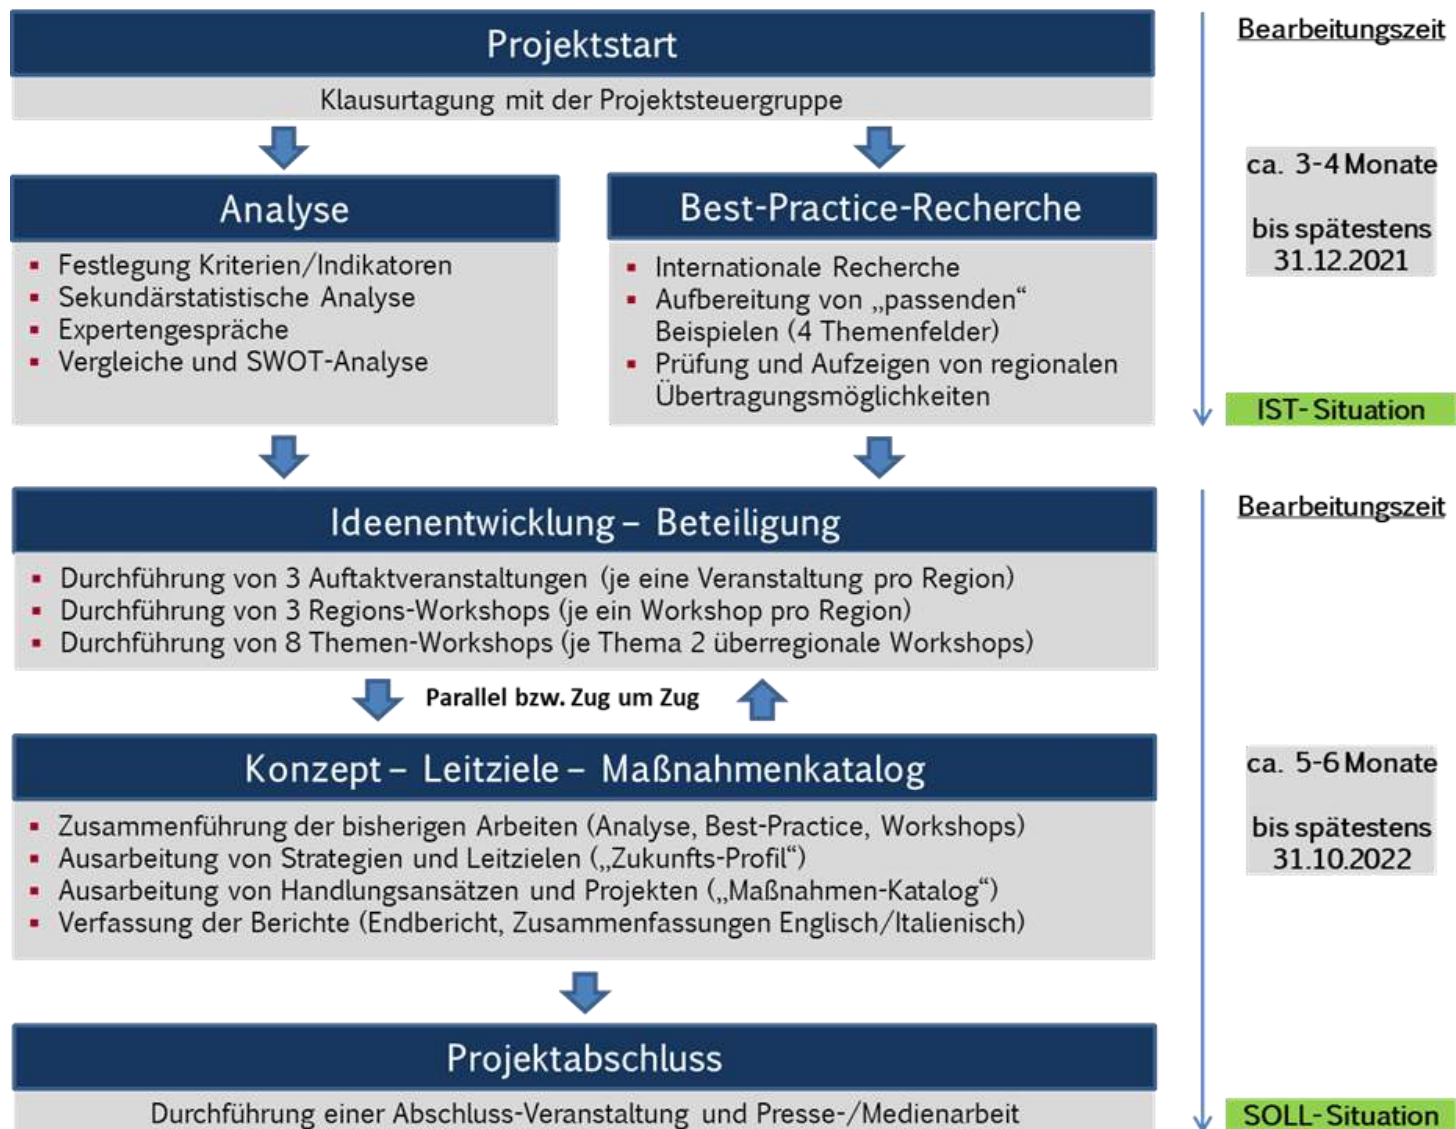 Projektstart
Klausurtagung mit der Projektsteuergruppe
Analyse
▪ Festlegung Kriterien/Indikatoren
▪ Sekundärstatistische Analyse
▪ Expertengespräche
▪ Vergleiche und SWOT-Analyse
Best-Practice-Recherche
▪ Internationale Recherche
▪ Aufbereitung von „passenden“
Beispielen (4 Themenfelder)
▪ Prüfung und Aufzeigen von regionalen
Übertragungsmöglichkeiten
Bearbeitungszeit
ca. 3-4 Monate
bis spätestens
31.12.2021
IST-Situation
Ideenentwicklung – Beteiligung
▪ Durchführung von 3 Auftaktveranstaltungen (je eine Veranstaltung pro Region)
▪ Durchführung von 3 Regions-Workshops (je ein Workshop pro Region)
▪ Durchführung von 8 Themen-Workshops (je Thema 2 überregionale Workshops)
Parallel bzw. Zug um Zug
Konzept – Leitziele – Maßnahmenkatalog
▪ Zusammenführung der bisherigen Arbeiten (Analyse, Best-Practice, Workshops)
▪ Ausarbeitung von Strategien und Leitzielen („Zukunfts-Profil“)
▪ Ausarbeitung von Handlungsansätzen und Projekten („Maßnahmen-Katalog“)
▪ Verfassung der Berichte (Endbericht, Zusammenfassungen Englisch/Italienisch)
Projektabschluss
Durchführung einer Abschluss-Veranstaltung und Presse-/Medienarbeit
Bearbeitungszeit
ca. 5-6 Monate
bis spätestens
31.10.2022
SOLL-Situation